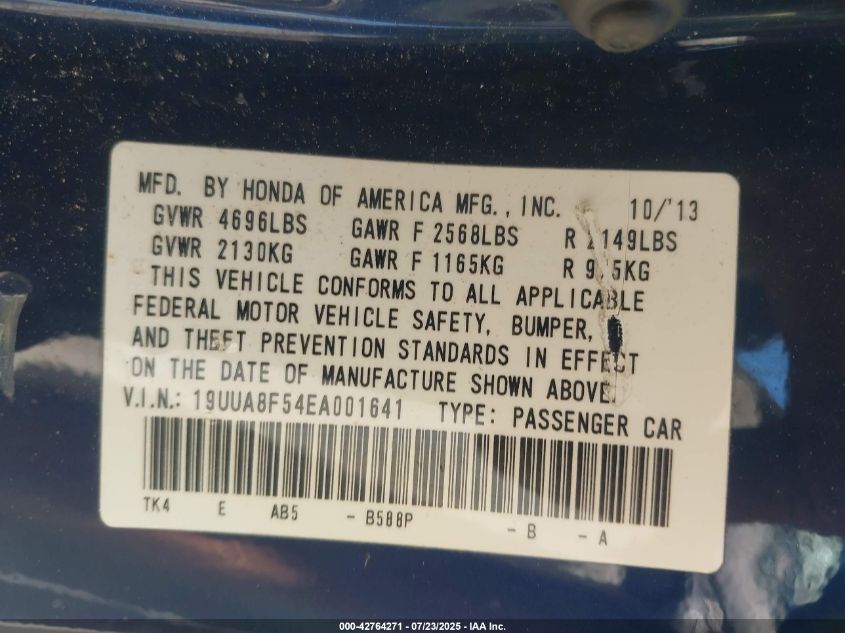 MFD. BY HONDA OF AMERICA MFG., INC. 10/'13
GVWR 4696LBS GAWR F 2568LBS R 2149LBS
GVWR 2130KG GAWR F 1165KG R
THIS VEHICLE CONFORMS TO ALL APPLICABLE
FEDERAL MOTOR VEHICLE SAFETY, BUMPER,
AND THEFT PREVENTION STANDARDS IN EFFECT
ON THE DATE OF MANUFACTURE SHOWN ABOVE.
V.I.N.: 19UUA8F54EA001641 TYPE: PASSENGER CAR
TK4 E AB5 - B588P - B - A
000-42764271 - 07/23/2025 - IAA Inc.